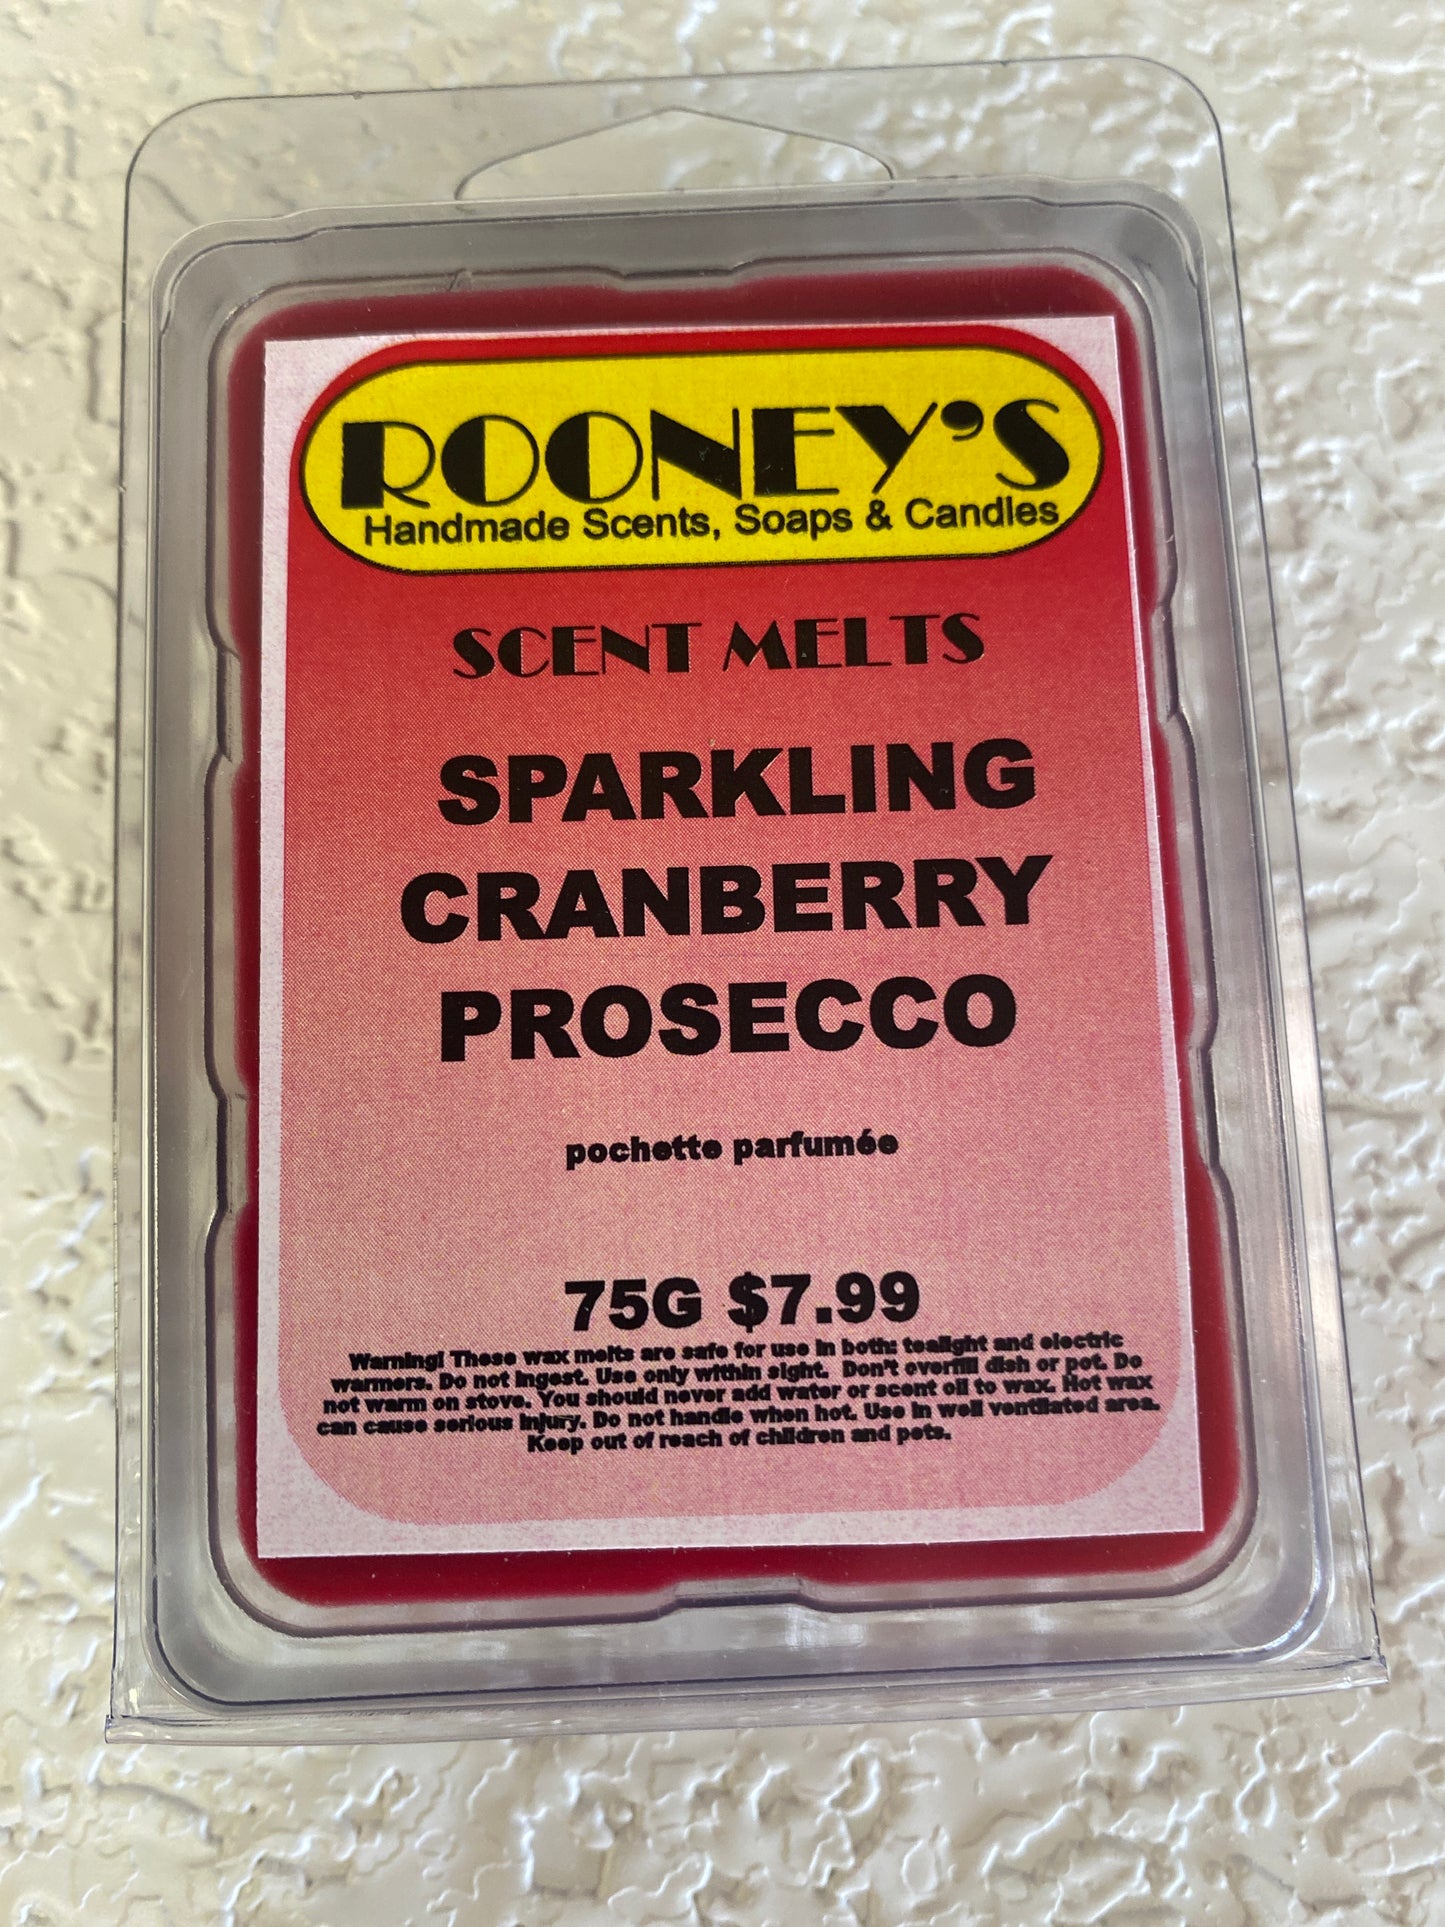 ROONEY'S
Handmade Scents, Soaps & Candles
SCENT MELTS
SPARKLING
CRANBERRY
PROSECCO
pochette parfumée
75G $7.99
Warning! These wax melts are safe for use in both: tealight and electric
warmers. Do not ingest. Use only within sight. Don't overfill dish or pot. Do
not warm on stove. You should never add water or scent oil to wax. Hot wax
can cause serious injury. Do not handle when hot. Use in well ventilated area.
Keep out of reach of children and pets.